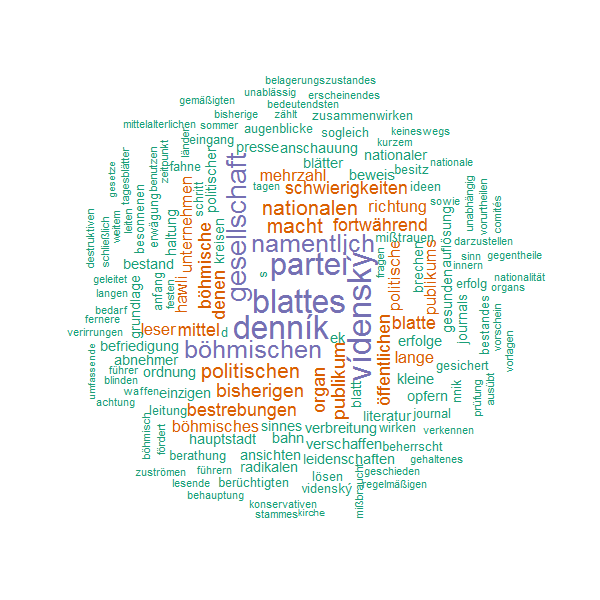 belagerungszustandes
unablässig erscheinendes
gemäßigten bedeutendsten
bisherige zählt zusammenwirken
mittelalterlichen sommer augenblicke sogleich keineswegs
länder eingang kurzem
presse anschauung nationaler nationale
fahne politischer blätter beweis besitz
gesetze tagesblätter benutzen zeitpunkt
mehrzahl tagen schwierigkeiten ideen
unternehmen schritt gesellschaft
nationalen richtung sowie unabhängig vorurtheilen comités
leiten erwägung besonnenen haltung
macht fortwährend
destruktiven schließlich weitem
böhmische kreisen namentlich mißtrauen darzustellen
auflösung sinn gegentheile
bestand partei fragen politische brechen publikums gesunden innern
geleitet anfang hawli denen s
erfolg nationalität
langen festen organs
grundlage blattes vidensky
bedarf journals bestandes
fernere
verirrungen leser mittel d denník blatte vorschein
ek erfolge
befriedigung böhmischen vorlagen
abnehmer lange gesichert
führer ordnung politischen publikum öffentlichen kleine
umfassende blinden waffen einzigen bisherigen organ blatt opfern nnik prüfung ausübt
achtung leitung bestrebungen literatur journal
böhmisch fördert böhmisches sinnes verbreitung wirken verkennen
hauptstadt bahn verschaffen beherrscht
berathung ansichten leidenschaften gehaltenes
zuströmen führern radikalen geschieden
lesende berüchtigten lösen mißbraucht regelmäßigen
behauptung videnský
konservativen
stammes kirche